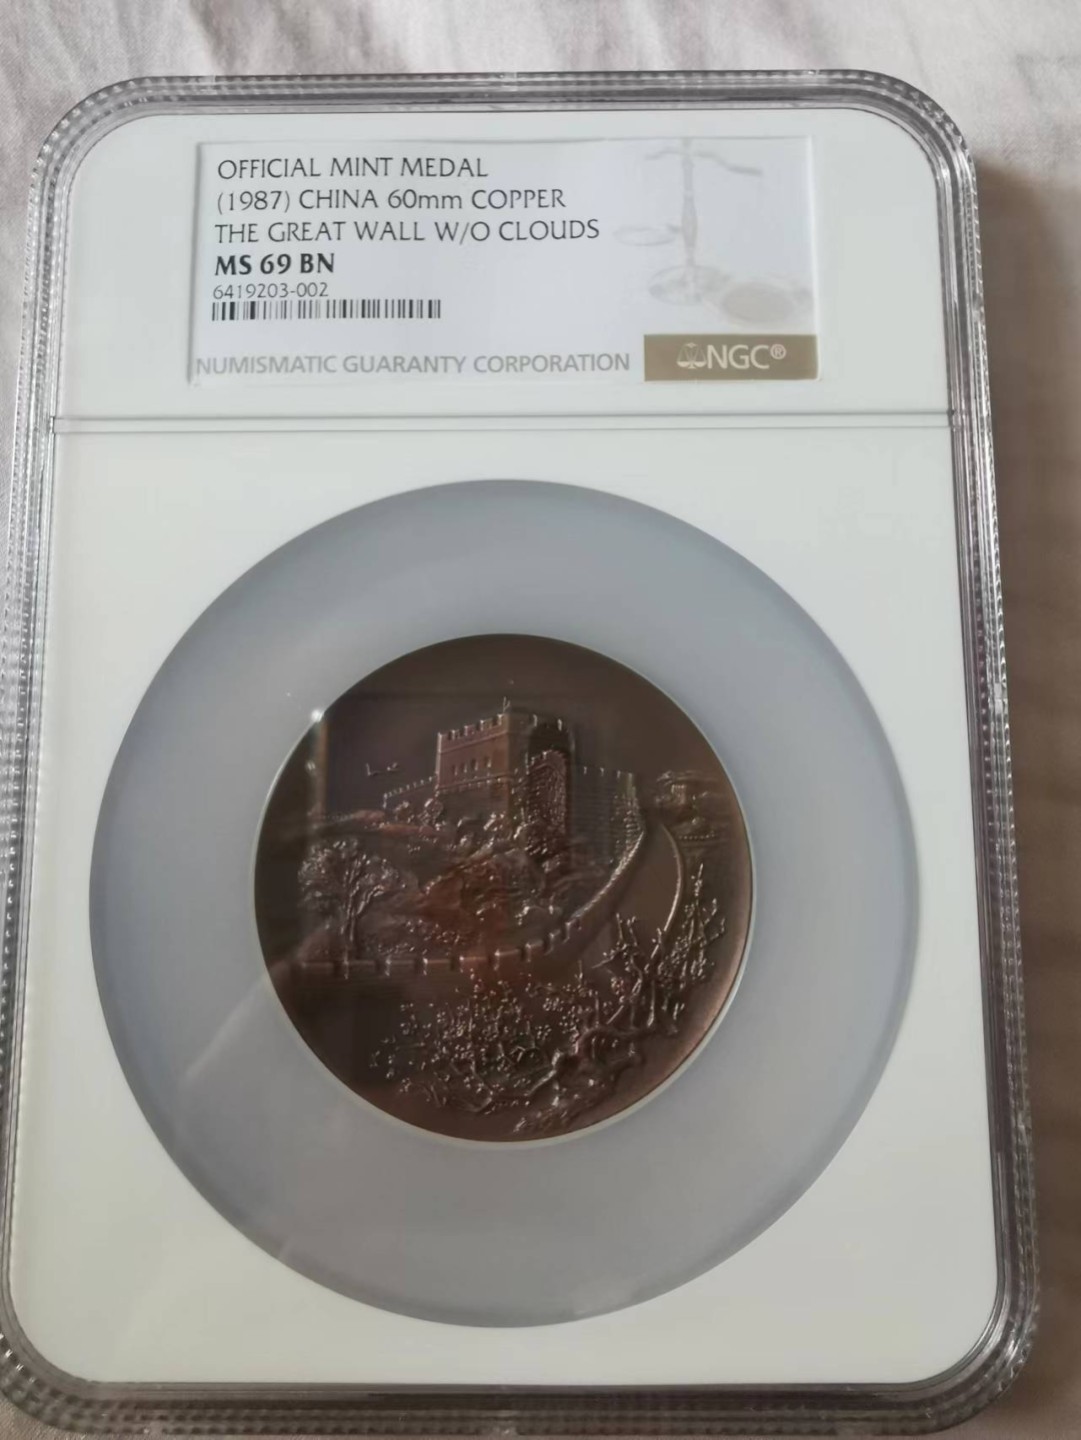 OFFICIAL MINT MEDAL
(1987) CHINA 60mm COPPER
THE GREAT WALL W/O CLOUDS
MS 69 BN
6419203-002
NUMISMATIC GUARANTY CORPORATION
NGC®